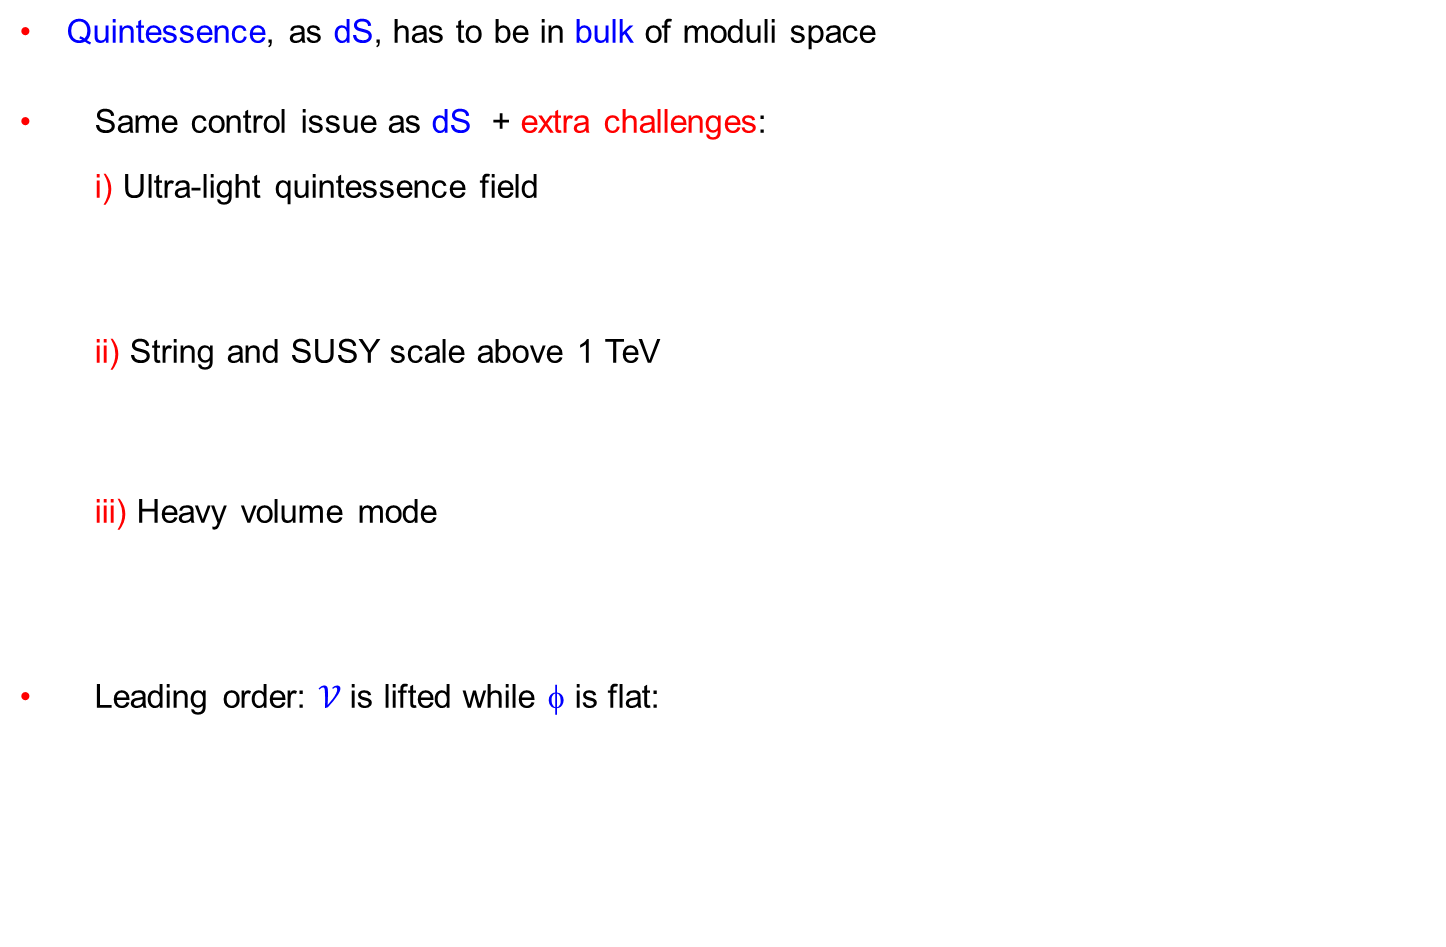 • Quintessence, as dS, has to be in bulk of moduli space
• Same control issue as dS + extra challenges:
i) Ultra-light quintessence field
ii) String and SUSY scale above 1 TeV
iii) Heavy volume mode
• Leading order: 𝒱 is lifted while ϕ is flat: